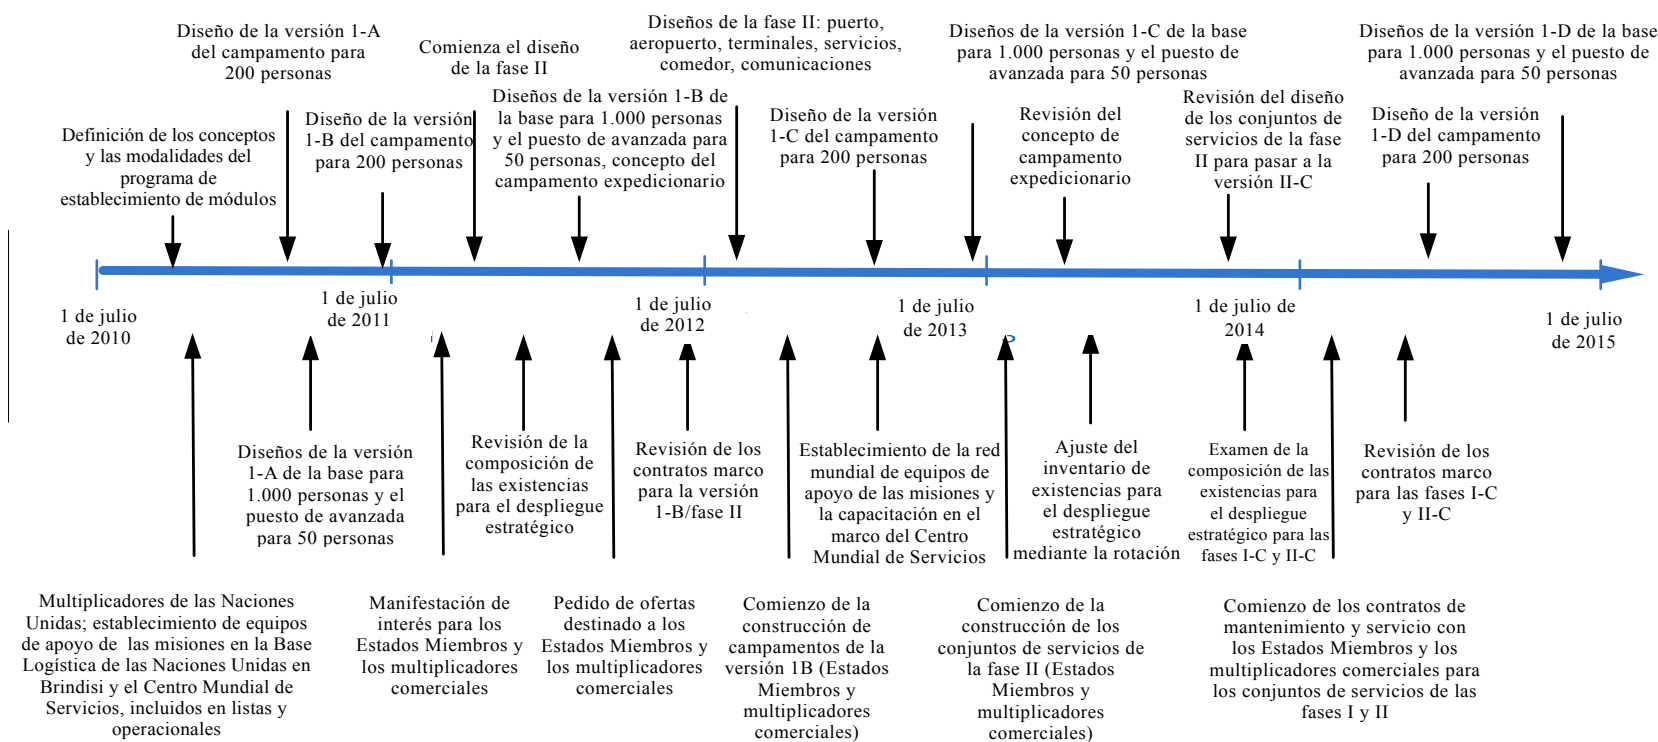 Diseño de la versión 1-A
del campamento para
200 personas
Comienza el diseño
de la fase II
Diseños de la fase II: puerto,
aeropuerto, terminales, servicios,
comedor, comunicaciones
Diseños de la versión 1-C de la base
para 1.000 personas y el puesto de
avanzada para 50 personas
Diseños de la versión 1-D de la base
para 1.000 personas y el puesto de
avanzada para 50 personas
Definición de los conceptos
y las modalidades del
programa de
establecimiento de módulos
Diseño de la versión
1-B del campamento
para 200 personas
Diseños de la versión 1-B de
la base para 1.000 personas
y el puesto de avanzada para
50 personas, concepto del
campamento expedicionario
Diseño de la versión
1-C del campamento
para 200 personas
Revisión del
concepto de
campamento
expedicionario
Revisión del diseño
de los conjuntos de
servicios de la fase
II para pasar a la
versión II-C
Diseño de la versión
1-D del campamento
para 200 personas
1 de julio
de 2010
1 de julio
de 2011
1 de julio
de 2012
1 de julio
de 2013
1 de julio de
2014
1 de julio
de 2015
Diseños de la versión
1-A de la base para
1.000 personas y el
puesto de avanzada
para 50 personas
Revisión de la
composición de
las existencias
para el despliegue
estratégico
Revisión de los
contratos marco
para la versión
1-B/fase II
Establecimiento de la red
mundial de equipos de
apoyo de las misiones y
la capacitación en el
marco del Centro
Mundial de Servicios
Ajuste del
inventario de
existencias para
el despliegue
estratégico
mediante la rotación
Examen de la
composición de las
existencias para
el despliegue
estratégico para las
fases I-C y II-C
Revisión de los
contratos marco
para las fases I-C
y II-C
Multiplicadores de las Naciones
Unidas; establecimiento de equipos
de apoyo de las misiones en la Base
Logística de las Naciones Unidas en
Brindisi y el Centro Mundial de
Servicios, incluidos en listas y
operacionales
Manifestación de
interés para los
Estados Miembros y
los multiplicadores
comerciales
Pedido de ofertas
destinado a los
Estados Miembros y
los multiplicadores
comerciales
Comienzo de la
construcción de
campamentos de la
versión 1B (Estados
Miembros y
multiplicadores
comerciales)
Comienzo de la
construcción de los
conjuntos de servicios de
la fase II (Estados
Miembros y
multiplicadores
comerciales)
Comienzo de los contratos de
mantenimiento y servicio con
los Estados Miembros y los
multiplicadores comerciales para
los conjuntos de servicios de las
fases I y II